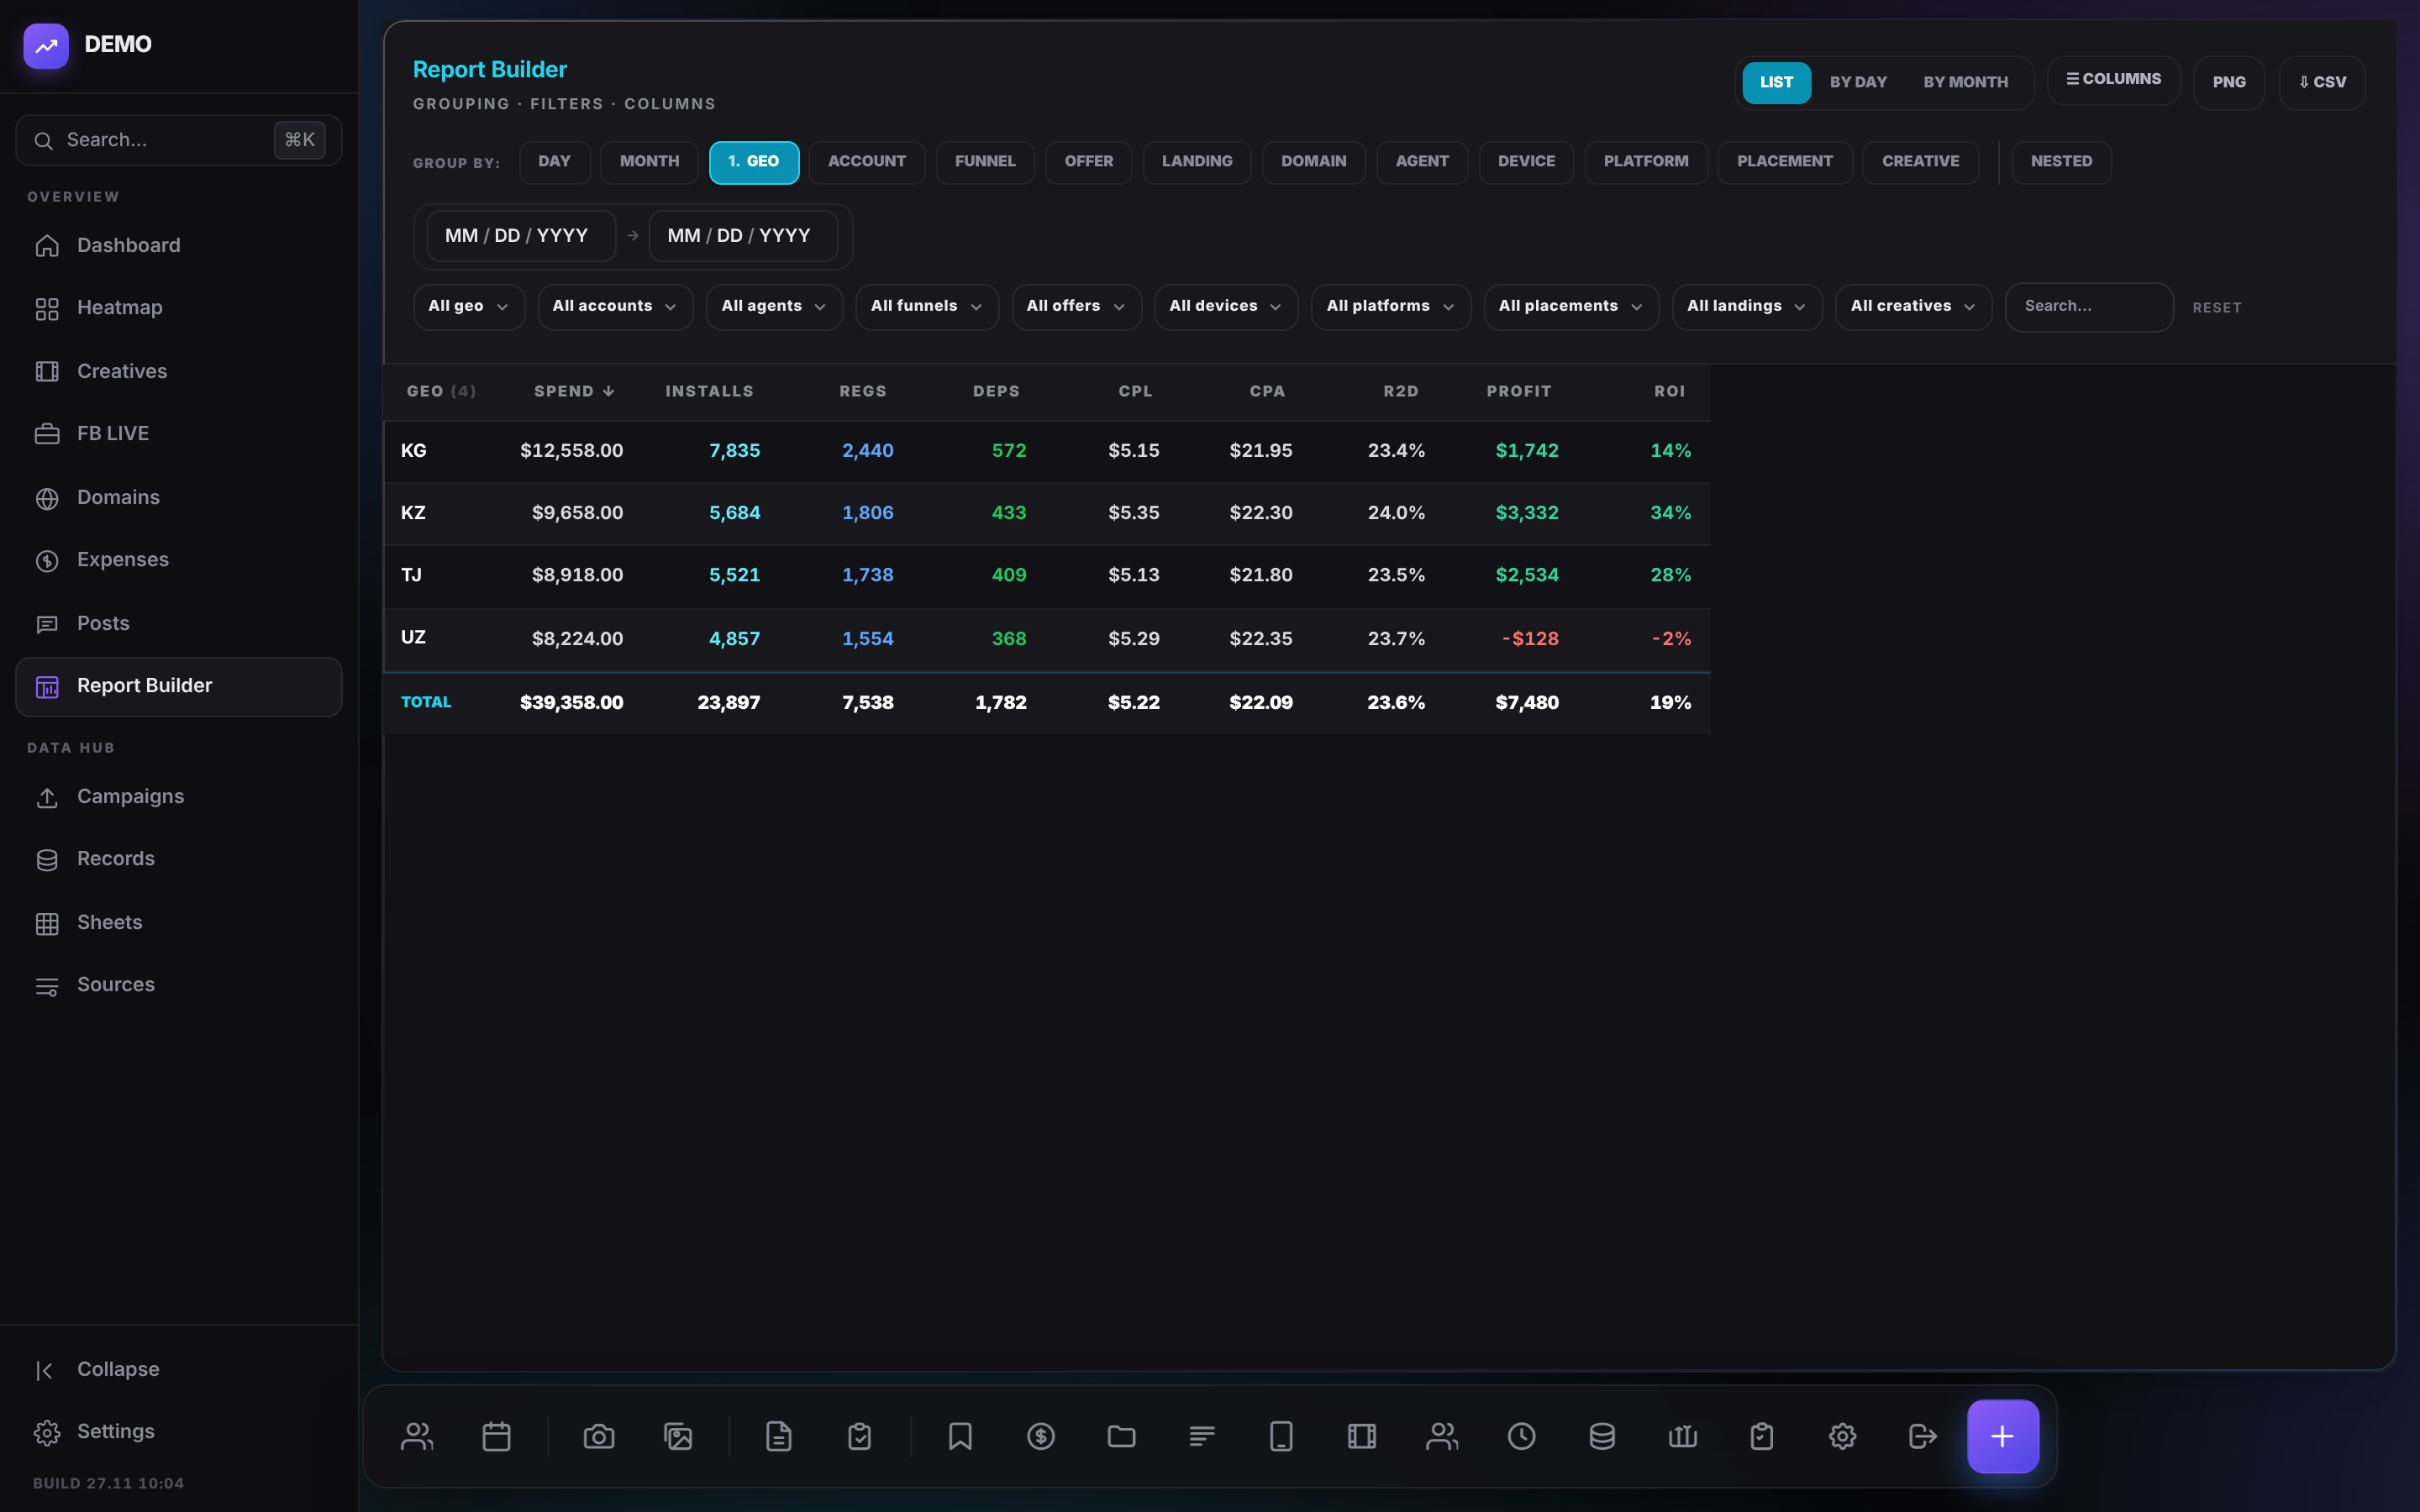 DEMO
Search... ⌘K
OVERVIEW
Dashboard
Heatmap
Creatives
FB LIVE
Domains
Expenses
Posts
Report Builder
DATA HUB
Campaigns
Records
Sheets
Sources
Collapse
Settings
BUILD 27.11 10:04
Report Builder
GROUPING · FILTERS · COLUMNS
LIST BY DAY BY MONTH ☰ COLUMNS PNG ⇩ CSV
GROUP BY: DAY MONTH 1. GEO ACCOUNT FUNNEL OFFER LANDING DOMAIN AGENT DEVICE PLATFORM PLACEMENT CREATIVE NESTED
MM / DD / YYYY → MM / DD / YYYY
All geo All accounts All agents All funnels All offers All devices All platforms All placements All landings All creatives Search... RESET
GEO (4) SPEND ↓ INSTALLS REGS DEPS CPL CPA R2D PROFIT ROI
KG $12,558.00 7,835 2,440 572 $5.15 $21.95 23.4% $1,742 14%
KZ $9,658.00 5,684 1,806 433 $5.35 $22.30 24.0% $3,332 34%
TJ $8,918.00 5,521 1,738 409 $5.13 $21.80 23.5% $2,534 28%
UZ $8,224.00 4,857 1,554 368 $5.29 $22.35 23.7% -$128 -2%
TOTAL $39,358.00 23,897 7,538 1,782 $5.22 $22.09 23.6% $7,480 19%